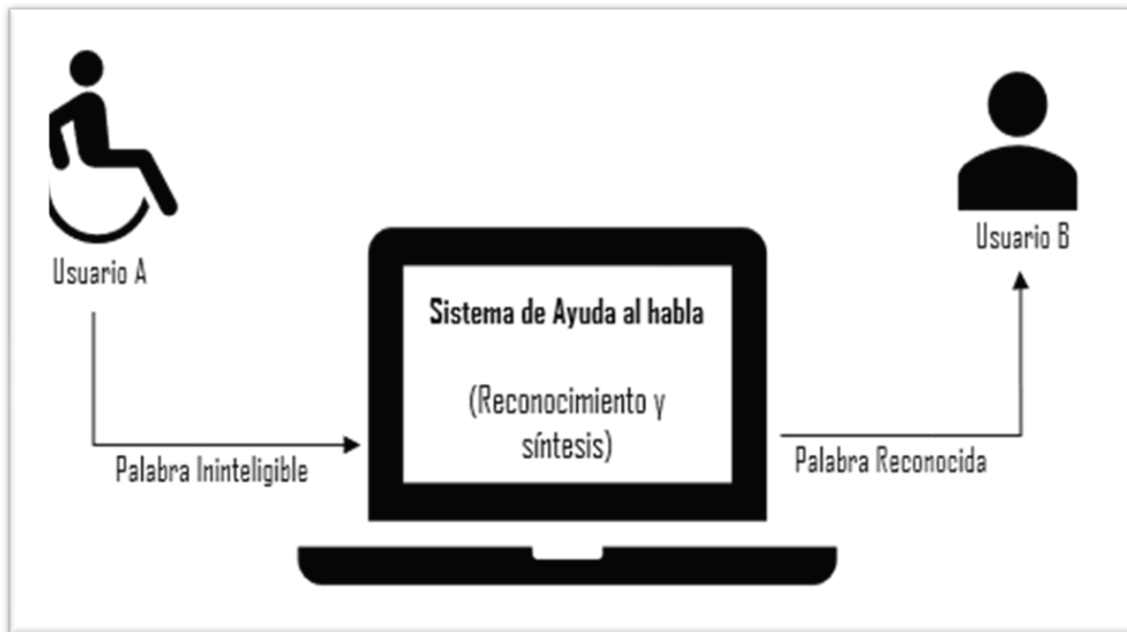 Usuario A
Usuario B
Sistema de Ayuda al habla
(Reconocimiento y
síntesis)
Palabra Ininteligible
Palabra Reconocida